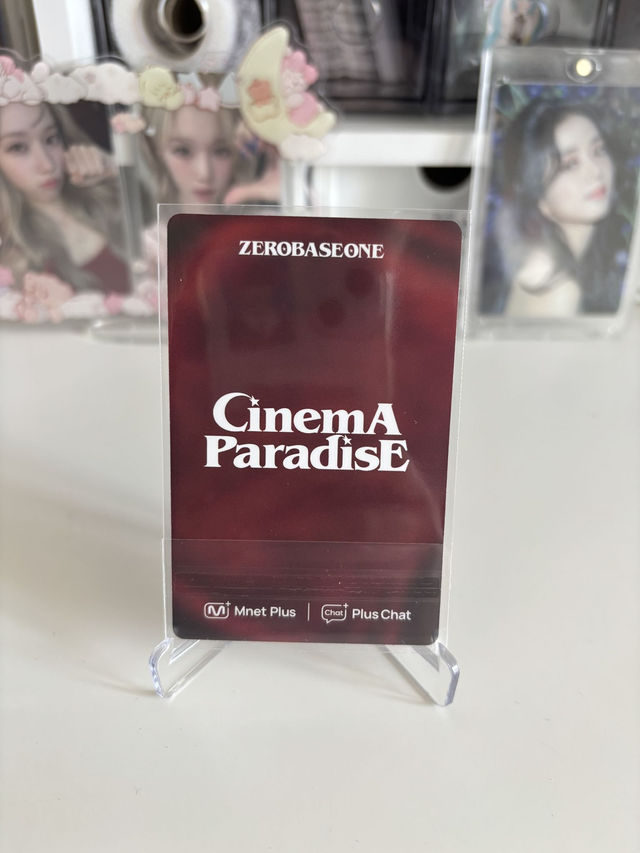 ZEROBASEONE
CinemA
ParadisE
Mnet Plus | Chat Plus Chat